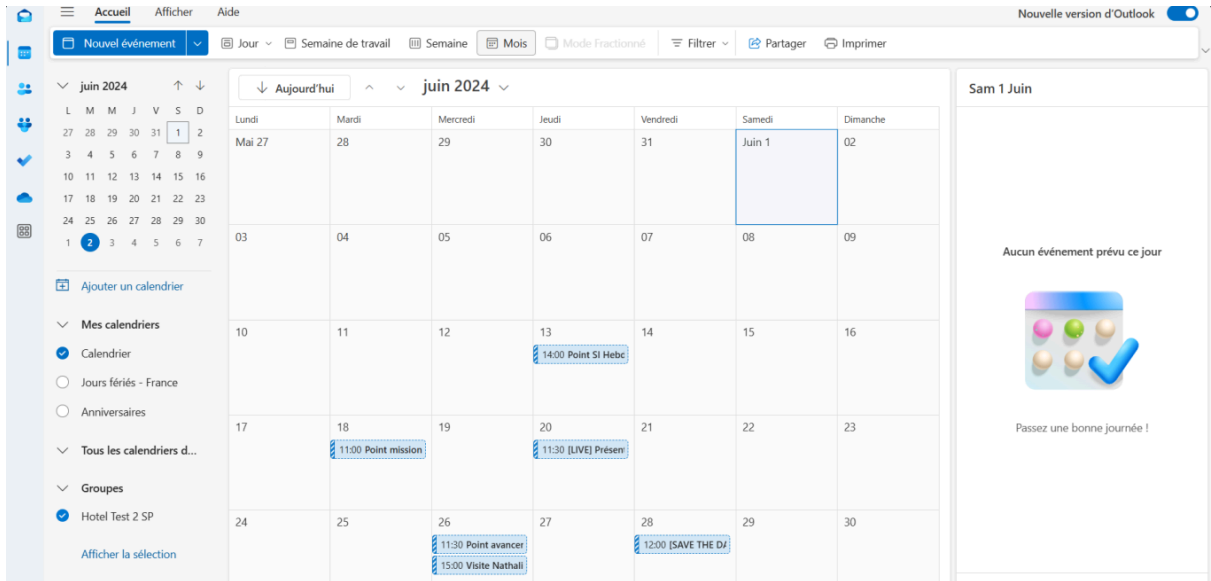 Accueil Afficher Aide Nouvelle version d'Outlook
Nouvel événement Jour Semaine de travail Semaine Mois Mode Fractionné Filtrer Partager Imprimer
juin 2024
L M M J V S D
27 28 29 30 31 1 2
3 4 5 6 7 8 9
10 11 12 13 14 15 16
17 18 19 20 21 22 23
24 25 26 27 28 29 30
1 2 3 4 5 6 7
Ajouter un calendrier
Mes calendriers
Calendrier
Jours fériés - France
Anniversaires
Tous les calendriers d...
Groupes
Hotel Test 2 SP
Afficher la sélection
Aujourd'hui juin 2024
Lundi Mardi Mercredi Jeudi Vendredi Samedi Dimanche
Mai 27 28 29 30 31 Juin 1 02
03 04 05 06 07 08 09
10 11 12 13 14 15 16
14:00 Point SI Hebd
17 18 19 20 21 22 23
11:00 Point mission 11:30 [LIVE] Présen
24 25 26 27 28 29 30
11:30 Point avancer 12:00 [SAVE THE DA
15:00 Visite Nathali
Sam 1 Juin
Aucun événement prévu ce jour
Passez une bonne journée !